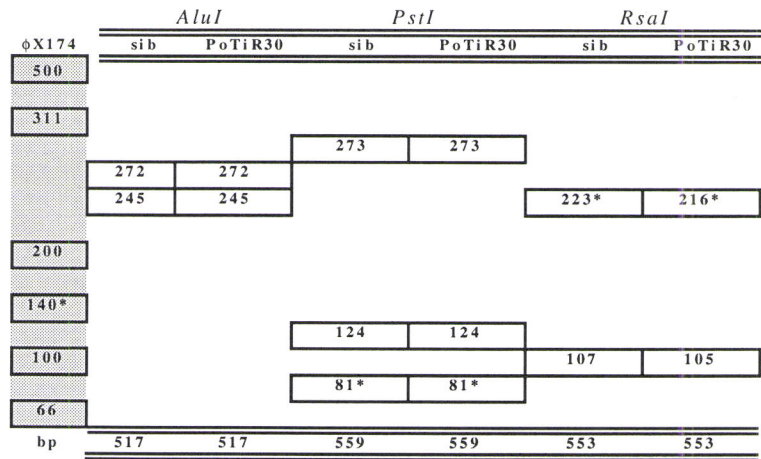 AluI PstI RsaI
φX174 sib PoTiR30 sib PoTiR30 sib PoTiR30
500
311
273 273
272 272
245 245 223* 216*
200
140*
124 124
100 107 105
81* 81*
66
bp 517 517 559 559 553 553